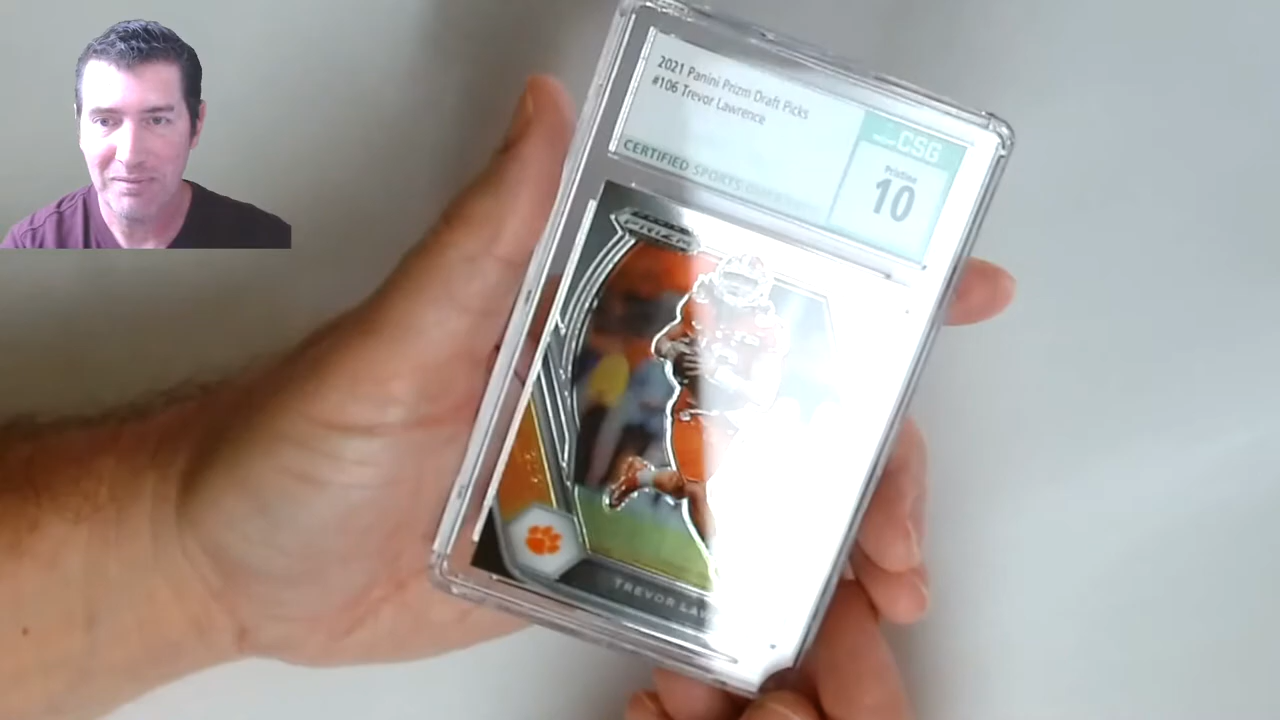 2021 Panini Prizm Draft Picks
#106 Trevor Lawrence
CSG
CERTIFIED SPORTS
Pristine
10
PRIZM
TREVOR LAW